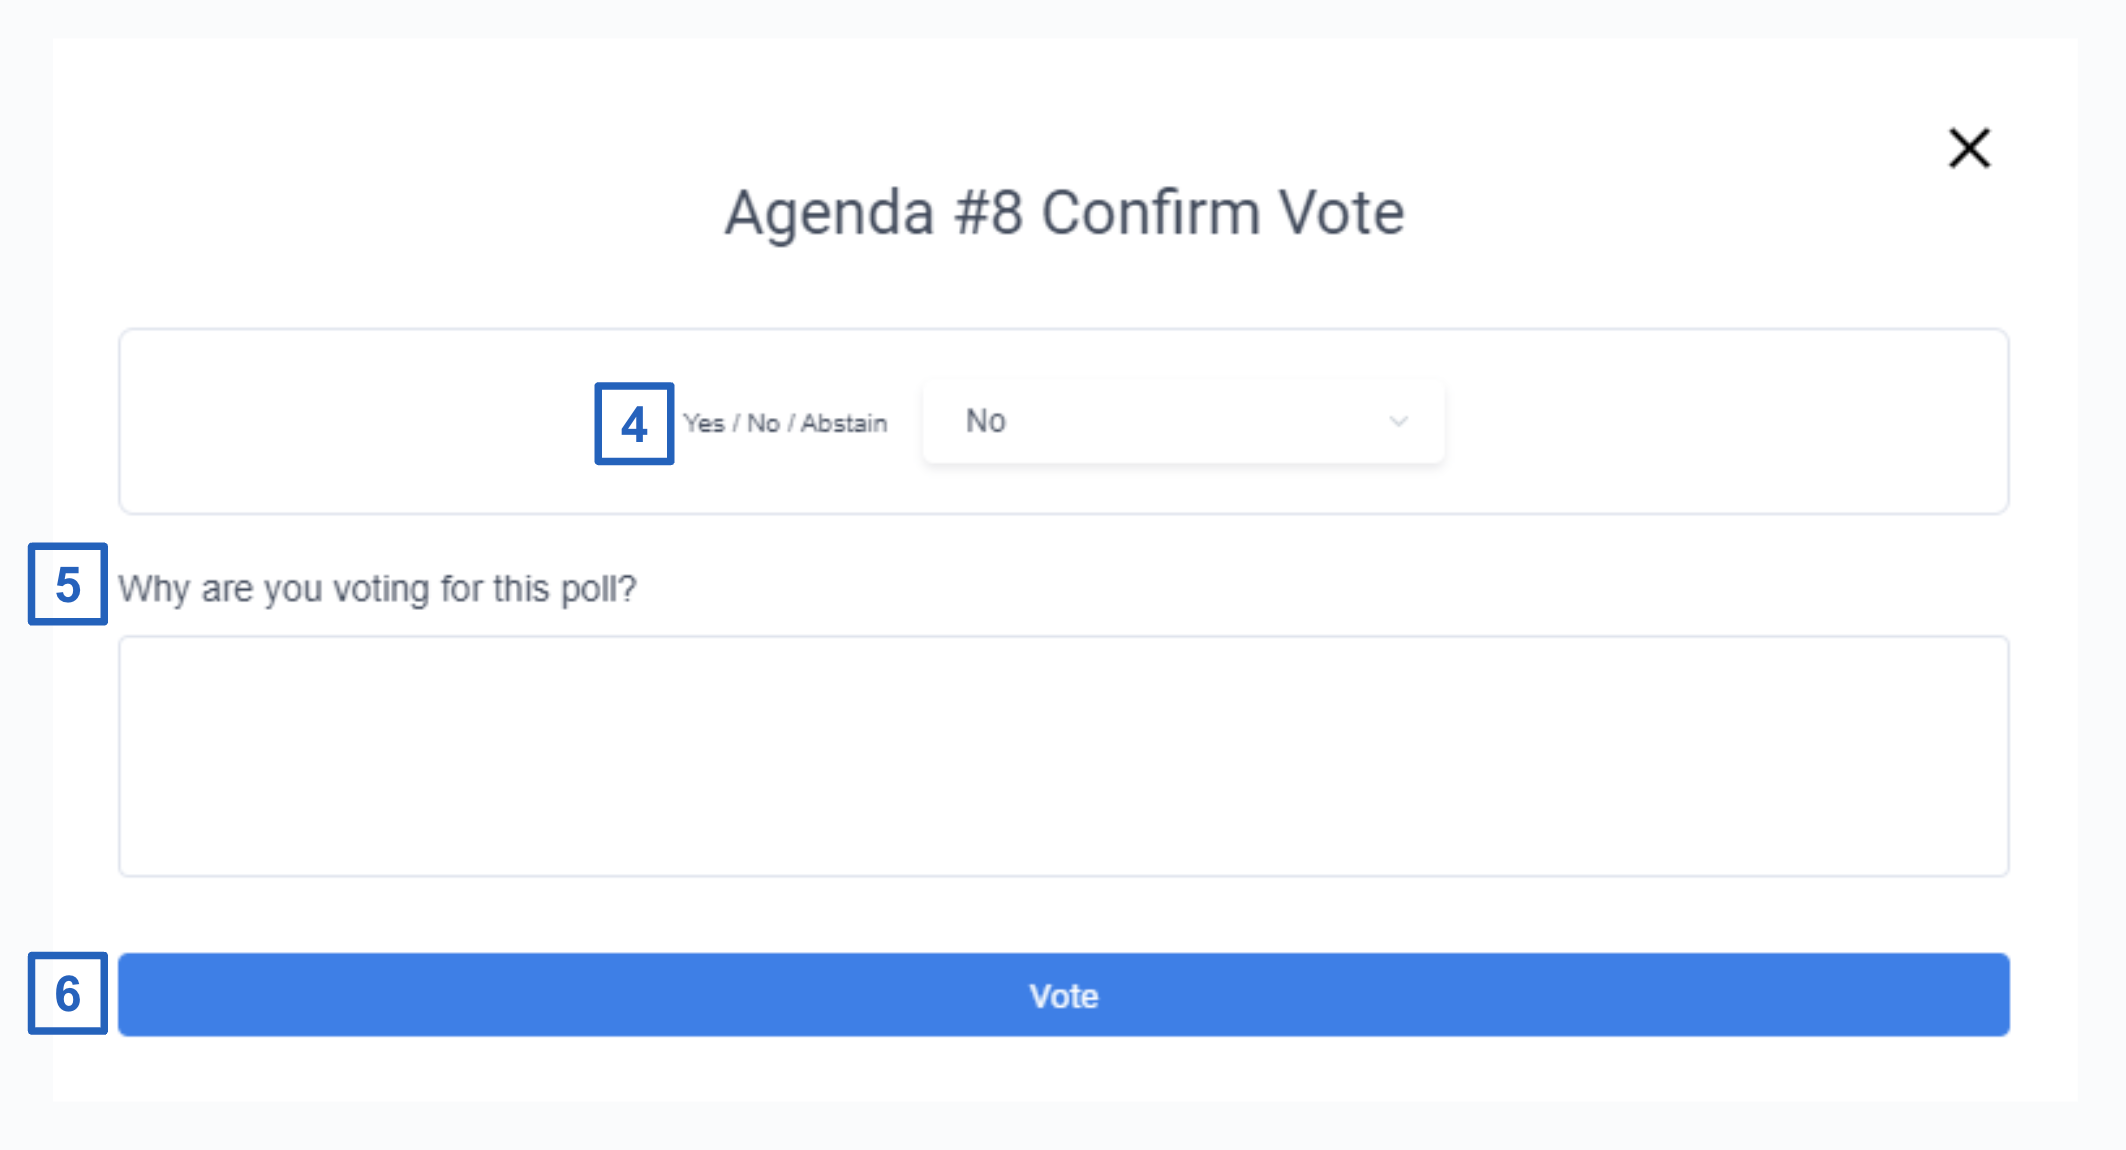 Agenda #8 Confirm Vote
4 Yes / No / Abstain No
5 Why are you voting for this poll?
6 Vote